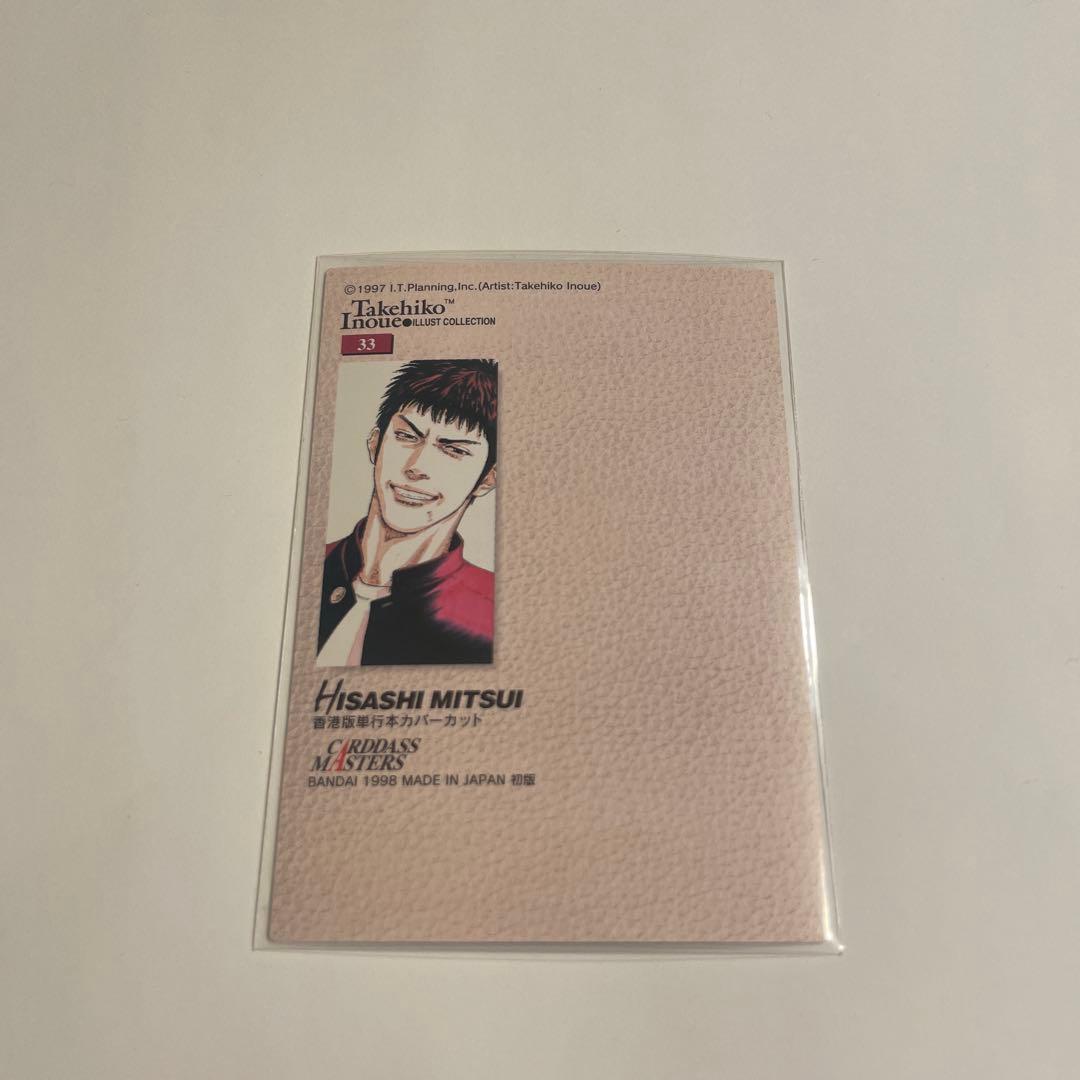 ©1997 I.T.Planning,Inc.(Artist:Takehiko Inoue)
Takehiko™
Inoue●ILLUST COLLECTION
33
HISASHI MITSUI
香港版単行本カバーカット
CARDDASS
MASTERS
BANDAI 1998 MADE IN JAPAN 初版